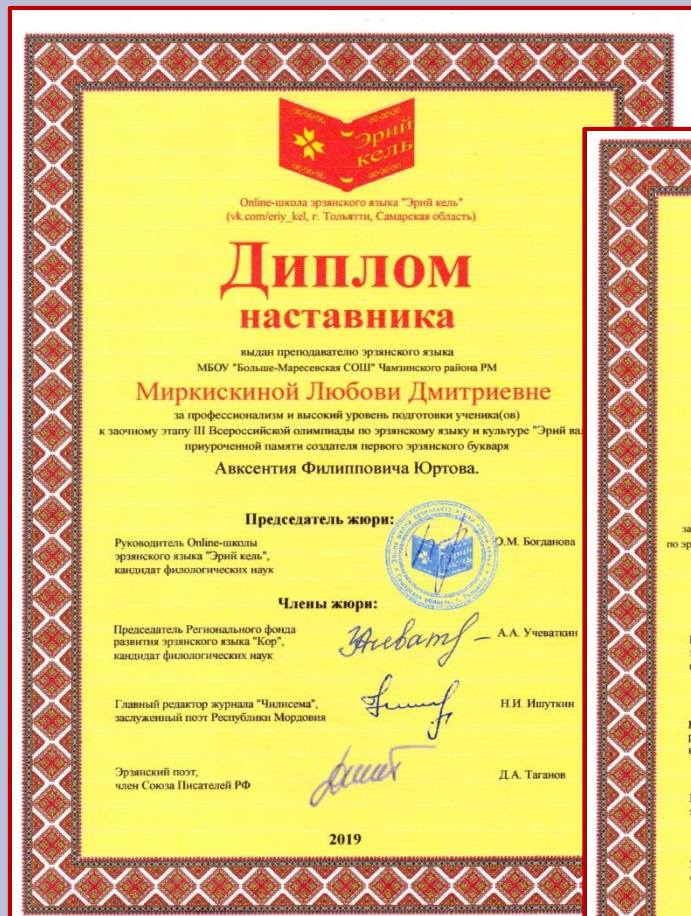 Эрий
кель
Online-школа эрзянского языка "Эрий кель"
(vk.com/eriy_kel, г. Тольятти, Самарская область)
Диплом
наставника
выдан преподавателю эрзянского языка
МБОУ "Больше-Маресевская СОШ" Чамзинского района РМ
Миркискиной Любови Дмитриевне
за профессионализм и высокий уровень подготовки ученика(ов)
к заочному этапу III Всероссийской олимпиады по эрзянскому языку и культуре "Эрий
приуроченной памяти создателя первого эрзянского букваря
Авксентия Филипповича Юртова.
Председатель жюри:
Руководитель Online-школы
эрзянского языка "Эрий кель",
кандидат филологических наук
О.М. Богданова
Члены жюри:
Председатель Регионального фонда
развития эрзянского языка "Кор",
кандидат филологических наук
А.А. Учеваткин
Главный редактор журнала "Чилисема",
заслуженный поэт Республики Мордовия
Н.И. Ишуткин
Эрзянский поэт,
член Союза Писателей РФ
Д.А. Таганов
2019
по